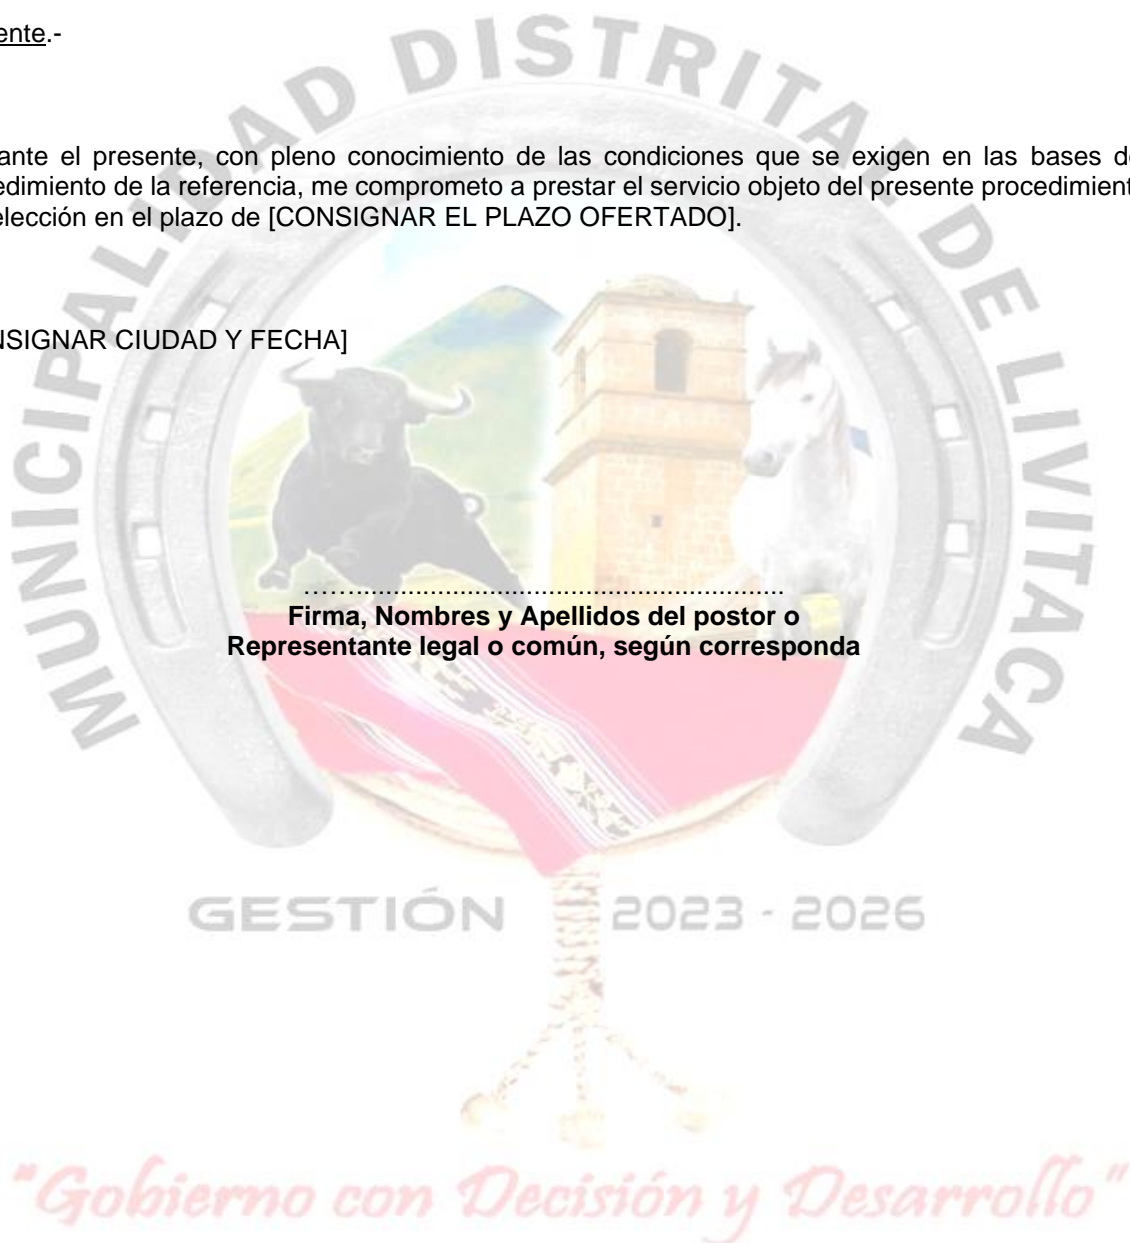 ente.-
ante el presente, con pleno conocimiento de las condiciones que se exigen en las bases de
edimiento de la referencia, me comprometo a prestar el servicio objeto del presente procedimient
elección en el plazo de [CONSIGNAR EL PLAZO OFERTADO].
NSIGNAR CIUDAD Y FECHA]
MUNICIPALIDAD DISTRITAL DE LIVITACA
……..........................................................
Firma, Nombres y Apellidos del postor o
Representante legal o común, según corresponda
GESTIÓN 2023 - 2026
"Gobierno con Decisión y Desarrollo"